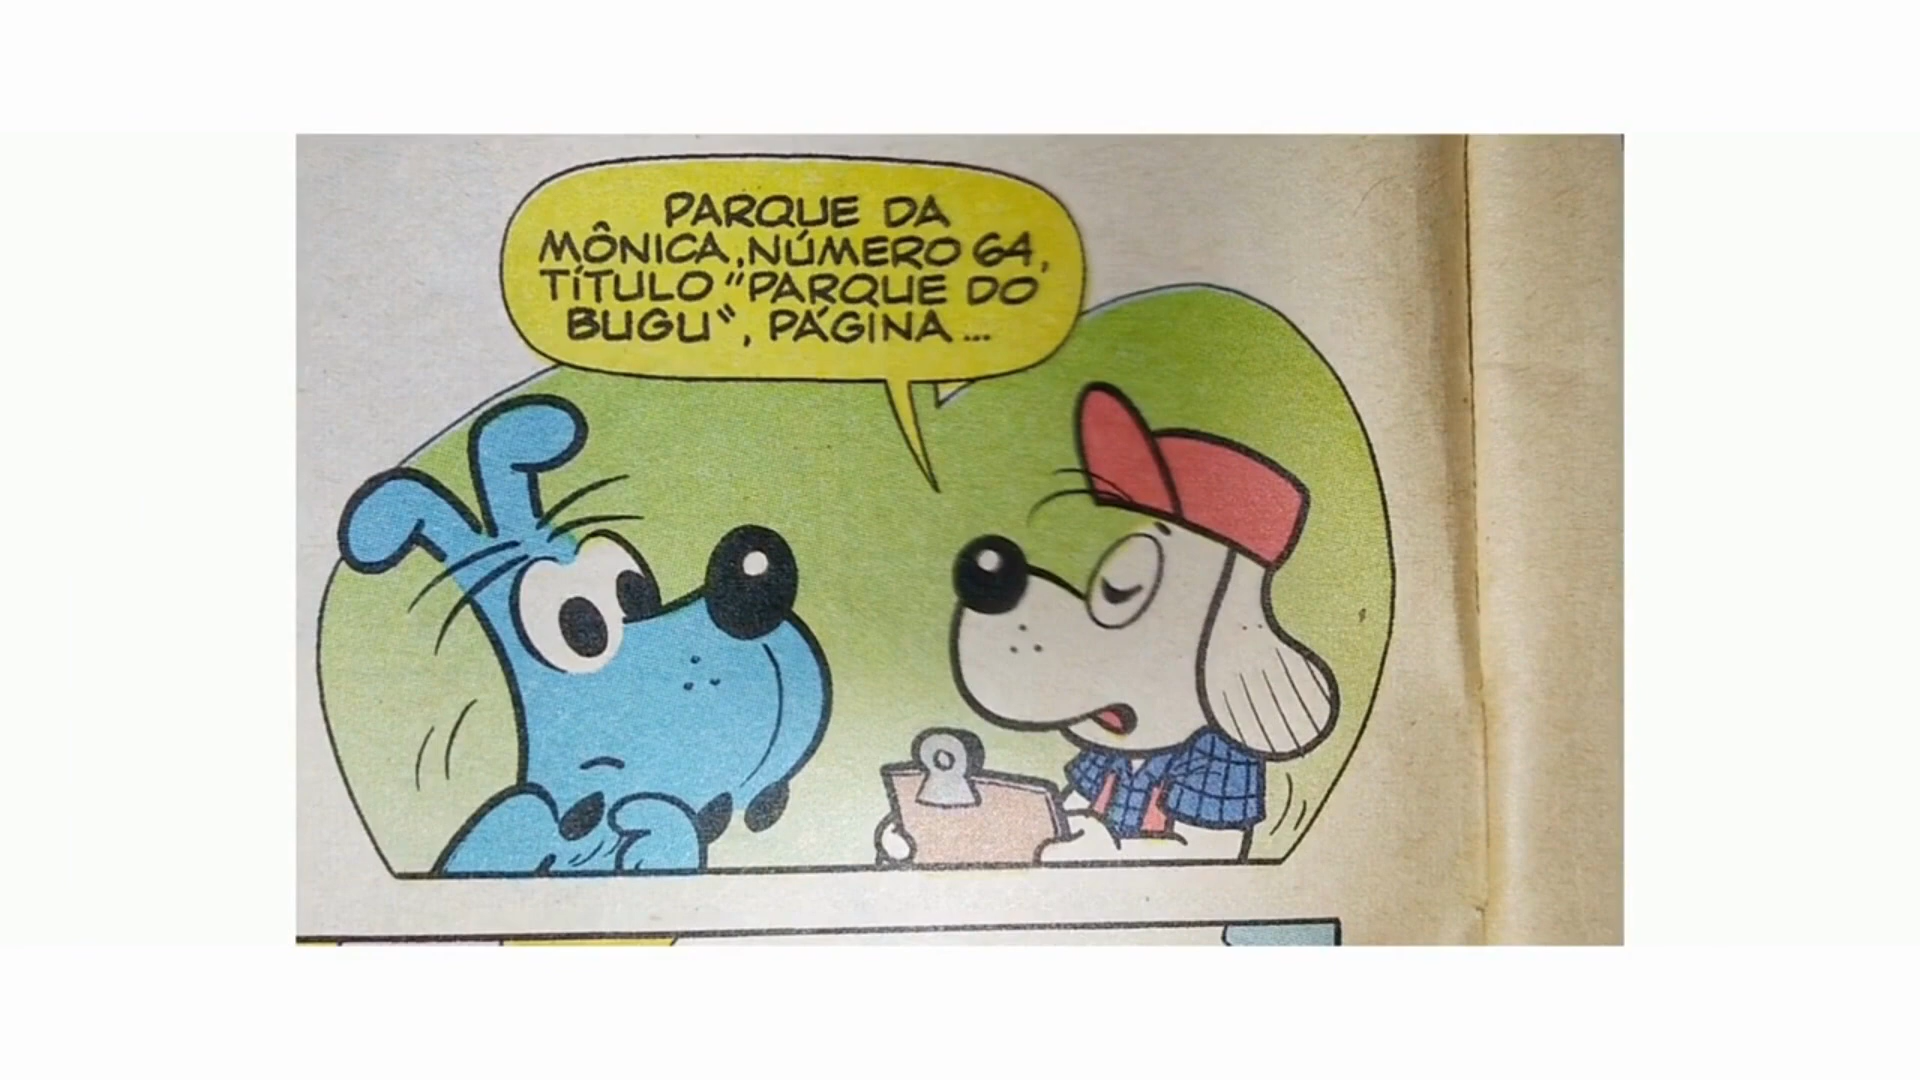 PARQUE DA
MÔNICA, NÚMERO 64,
TÍTULO "PARQUE DO
BUGU", PÁGINA...